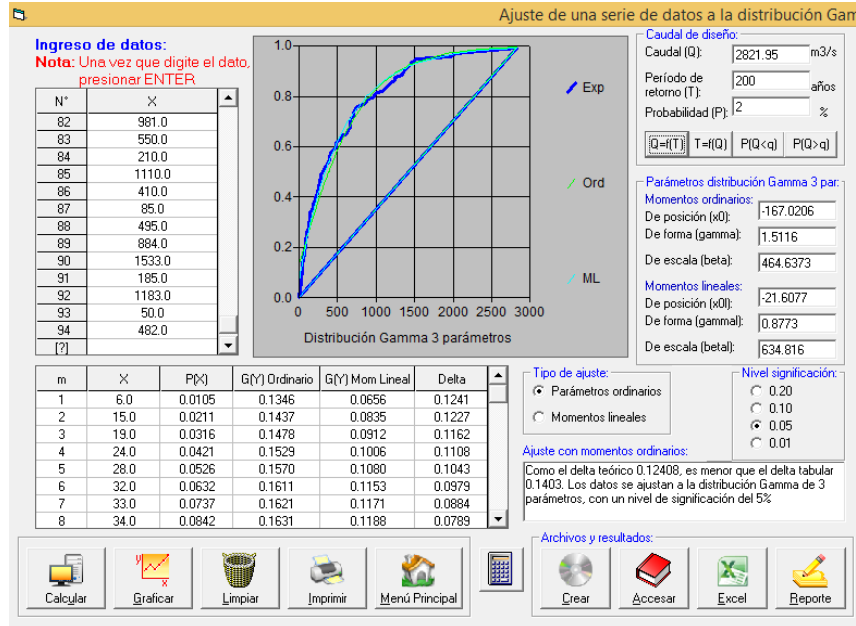 Ajuste de una serie de datos a la distribución Gam
Ingreso de datos:
Nota: Una vez que digite el dato,
presionar ENTER
N° X
82 981.0
83 550.0
84 210.0
85 1110.0
86 410.0
87 85.0
88 495.0
89 884.0
90 1533.0
91 185.0
92 1183.0
93 50.0
94 482.0
[?]
1.0
0.8
0.6
0.4
0.2
0.0
0 500 1000 1500 2000 2500 3000
Distribución Gamma 3 parámetros
Exp
Ord
ML
Caudal de diseño:
Caudal (Q): 2821.95 m3/s
Período de
retorno (T): 200 años
Probabilidad (P): 2 %
Q=f(T) T=f(Q) P(Q<q) P(Q>q)
Parámetros distribución Gamma 3 par:
Momentos ordinarios:
De posición (x0): -167.0206
De forma (gamma): 1.5116
De escala (beta): 464.6373
Momentos lineales:
De posición (x0l): -21.6077
De forma (gammal): 0.8773
De escala (betal): 634.816
m X P(X) G(Y) Ordinario G(Y) Mom Lineal Delta
1 6.0 0.0105 0.1346 0.0656 0.1241
2 15.0 0.0211 0.1437 0.0835 0.1227
3 19.0 0.0316 0.1478 0.0912 0.1162
4 24.0 0.0421 0.1529 0.1006 0.1108
5 28.0 0.0526 0.1570 0.1080 0.1043
6 32.0 0.0632 0.1611 0.1153 0.0979
7 33.0 0.0737 0.1621 0.1171 0.0884
8 34.0 0.0842 0.1631 0.1188 0.0789
Tipo de ajuste:
Parámetros ordinarios
Momentos lineales
Nivel significación:
0.20
0.10
0.05
0.01
Ajuste con momentos ordinarios:
Como el delta teórico 0.12408, es menor que el delta tabular
0.1403. Los datos se ajustan a la distribución Gamma de 3
parámetros, con un nivel de significación del 5%
Calcular Graficar Limpiar Imprimir Menú Principal
Archivos y resultados:
Crear Accesar Excel Reporte